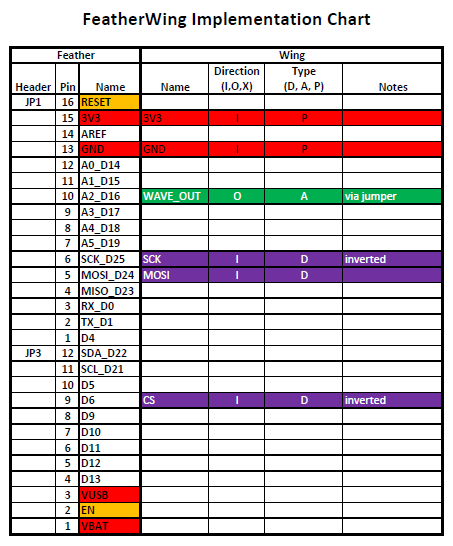 FeatherWing Implementation Chart
Feather Wing
Direction Type
Header Pin Name Name (I,O,X) (D, A, P) Notes
JP1 16 RESET
15 3V3 3V3 I P
14 AREF
13 GND GND I P
12 A0_D14
11 A1_D15
10 A2_D16 WAVE_OUT O A via jumper
9 A3_D17
8 A4_D18
7 A5_D19
6 SCK_D25 SCK I D inverted
5 MOSI_D24 MOSI I D
4 MISO_D23
3 RX_D0
2 TX_D1
1 D4
JP3 12 SDA_D22
11 SCL_D21
10 D5
9 D6 CS I D inverted
8 D9
7 D10
6 D11
5 D12
4 D13
3 VUSB
2 EN
1 VBAT